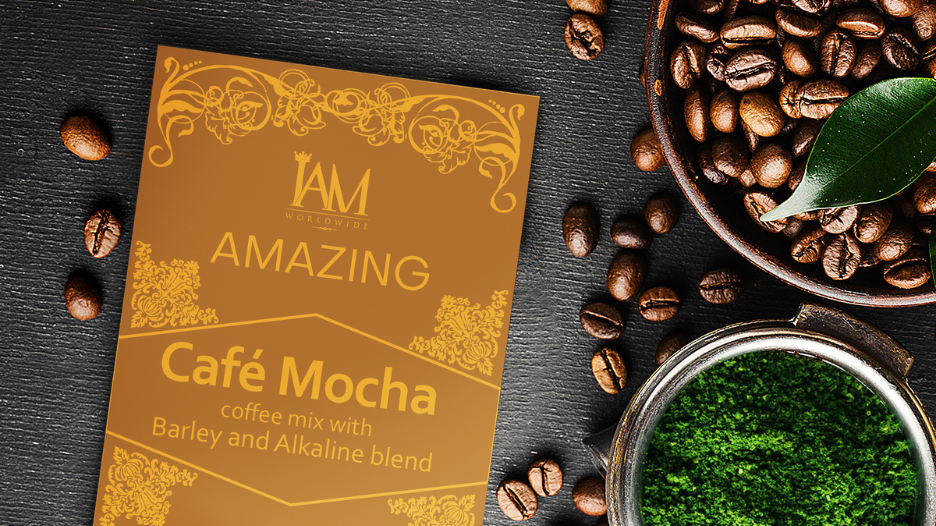 IAM
WORLDWIDE
AMAZING
Café Mocha
coffee mix with
Barley and Alkaline blend